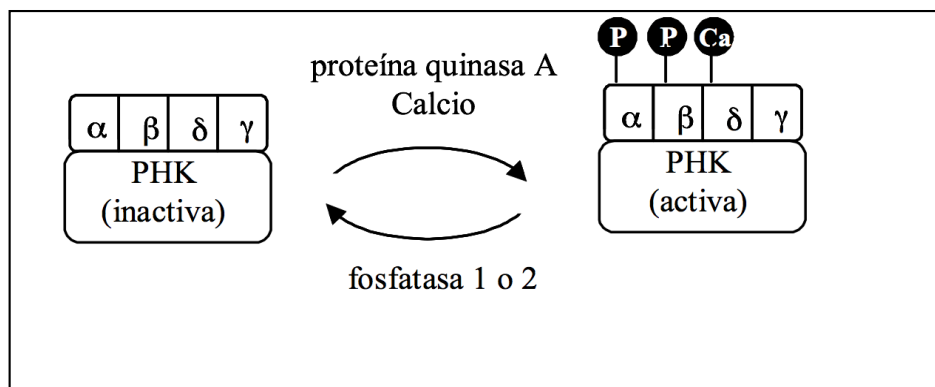 P P Ca
proteína quinasa A
Calcio
α β δ γ
PHK
(inactiva)
α β δ γ
PHK
(activa)
fosfatasa 1 o 2